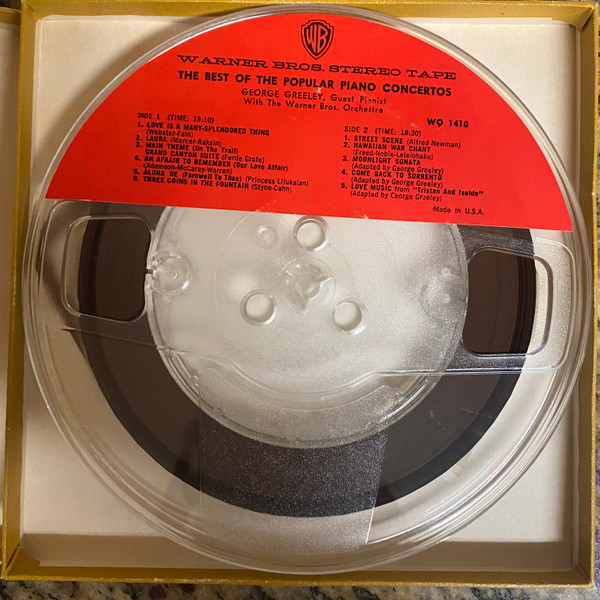 WB
WARNER BROS. STEREO TAPE
THE BEST OF THE POPULAR PIANO CONCERTOS
GEORGE GREELEY, Guest Pianist
With The Warner Bros. Orchestra
WQ 1410
SIDE 1 (TIME: 19:10)
1. LOVE IS A MANY-SPLENDORED THING
(Webster-Fain)
2. LAURA (Mercer-Raksin)
3. MAIN THEME (On The Trail)
GRAND CANYON SUITE (Ferde Grofe)
4. AN AFFAIR TO REMEMBER (Our Love Affair)
(Adamson-McCarey-Warren)
5. ALOHA OE (Farewell To Thee) (Princess Liliukalani)
6. THREE COINS IN THE FOUNTAIN (Styne-Cahn)
SIDE 2 (TIME: 18:30)
1. STREET SCENE (Alfred Newman)
2. HAWAIIAN WAR CHANT
(Freed-Noble-Leleiohaku)
3. MOONLIGHT SONATA
(Adapted by George Greeley)
4. COME BACK TO SORRENTO
(Adapted by George Greeley)
5. LOVE MUSIC from "Tristan And Isolde"
(Adapted by George Greeley)
Made in U.S.A.